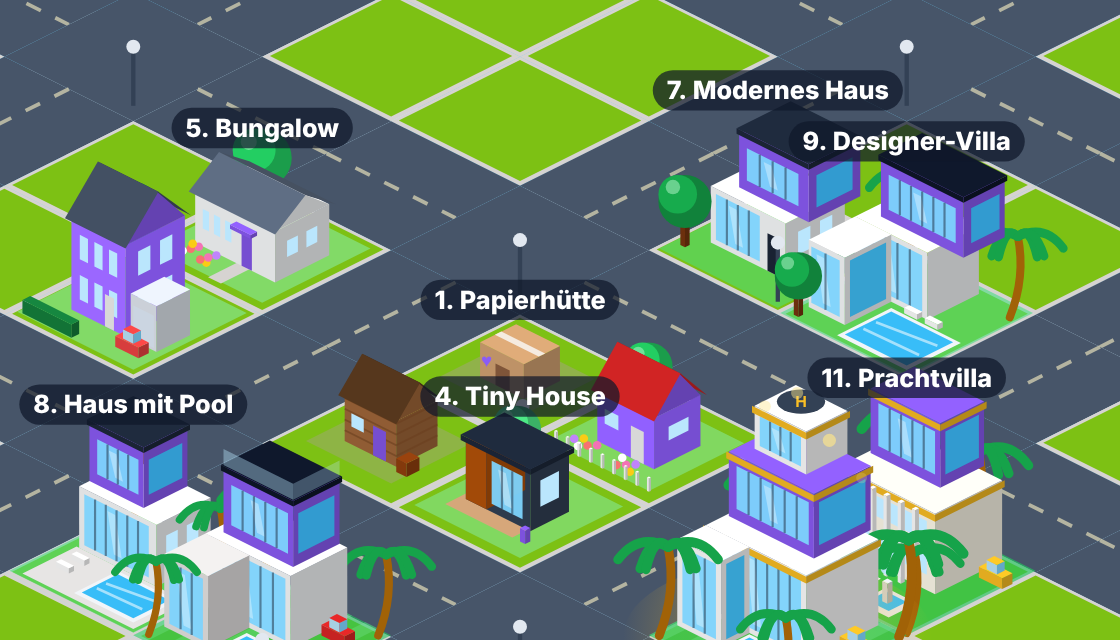 7. Modernes Haus
5. Bungalow
9. Designer-Villa
1. Papierhütte
11. Prachtvilla
4. Tiny House
8. Haus mit Pool
H